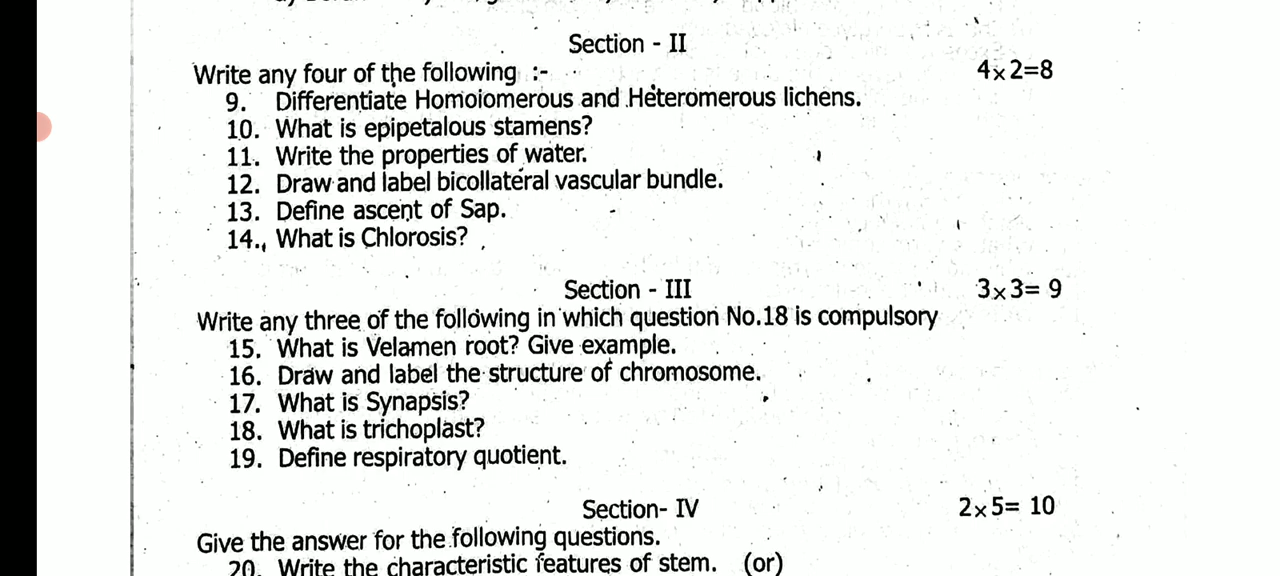 Section - II
Write any four of the following :- 4×2=8
9. Differentiate Homoiomerous and Heteromerous lichens.
10. What is epipetalous stamens?
11. Write the properties of water.
12. Draw and label bicollateral vascular bundle.
13. Define ascent of Sap.
14. What is Chlorosis?
Section - III 3×3= 9
Write any three of the following in which question No.18 is compulsory
15. What is Velamen root? Give example.
16. Draw and label the structure of chromosome.
17. What is Synapsis?
18. What is trichoplast?
19. Define respiratory quotient.
Section- IV 2×5= 10
Give the answer for the following questions.
20. Write the characteristic features of stem. (or)